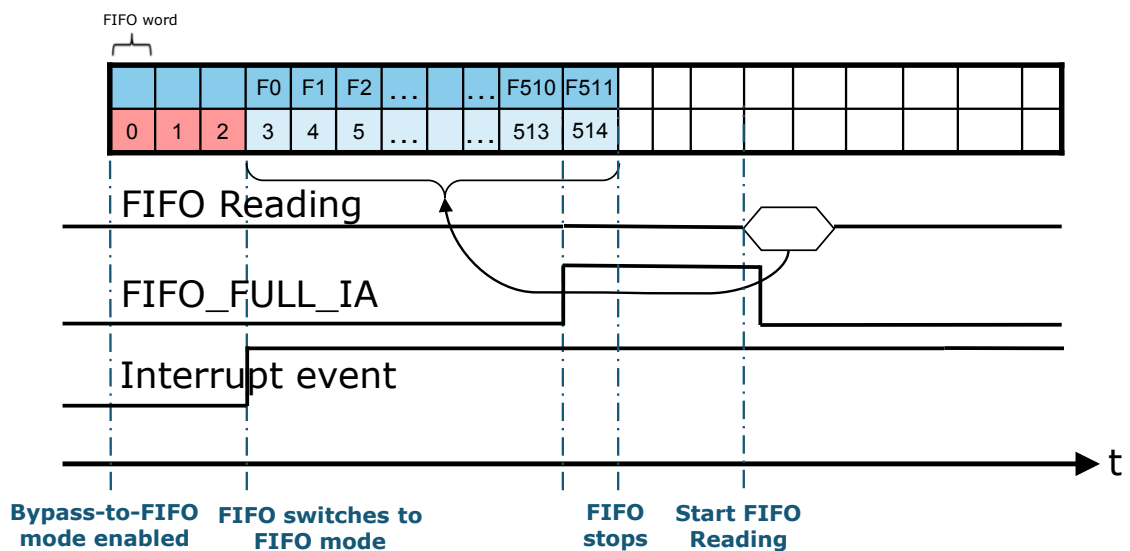 FIFO word
F0 F1 F2 ... ... F510 F511
0 1 2 3 4 5 ... ... 513 514
FIFO Reading
FIFO_FULL_IA
Interrupt event
t
Bypass-to-FIFO
mode enabled
FIFO switches to
FIFO mode
FIFO
stops
Start FIFO
Reading